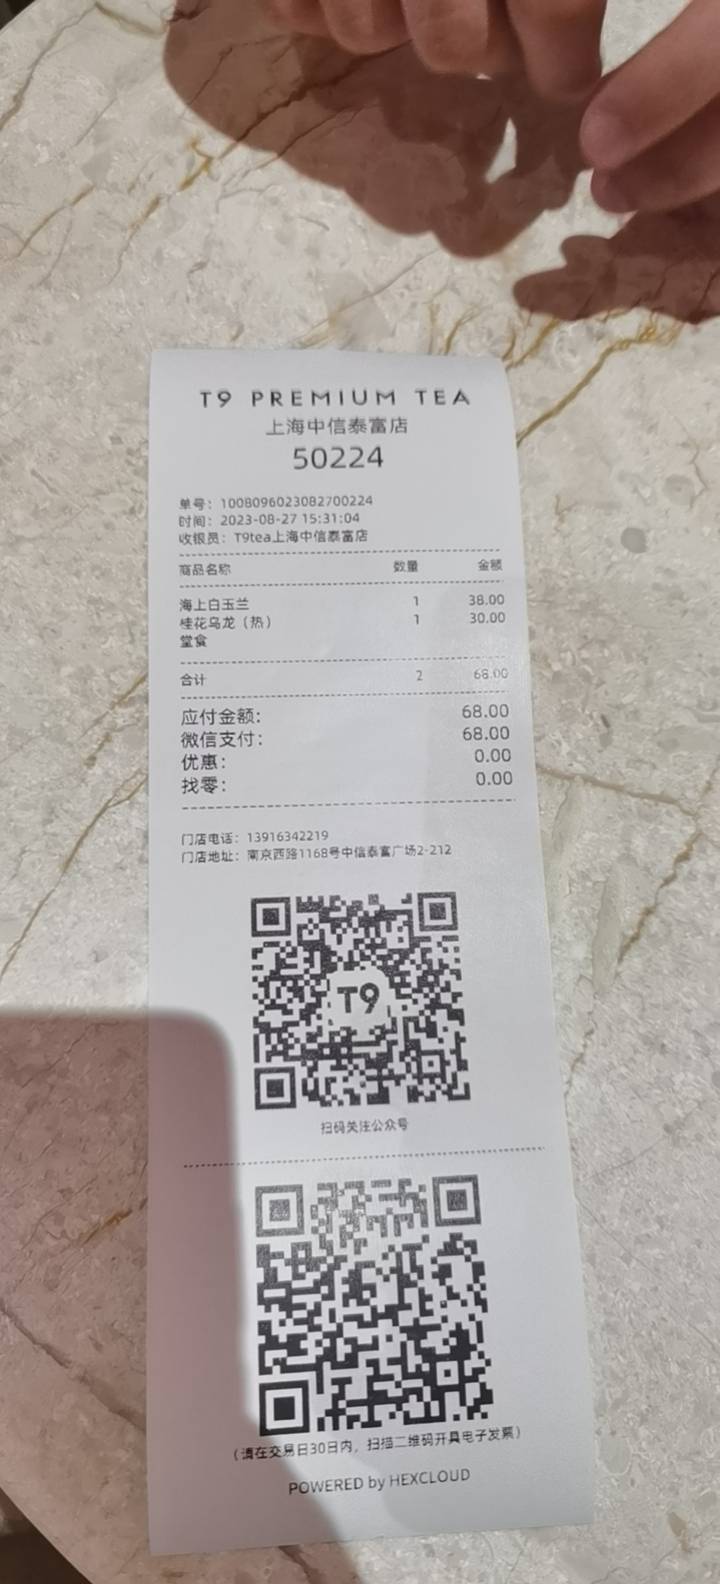 T9 PREMIUM TEA
上海中信泰富店
50224
单号：1008096023082700224
时间：2023-08-27 15:31:04
收银员：T9tea上海中信泰富店
商品名称 数量 金额
海上白玉兰 1 38.00
桂花乌龙（热） 1 30.00
堂食
合计 2 68.00
应付金额： 68.00
微信支付： 68.00
优惠： 0.00
找零： 0.00
门店电话：13916342219
门店地址：南京西路1168号中信泰富广场2-212
T9
扫码关注公众号
（请在交易日30日内，扫描二维码开具电子发票）
POWERED by HEXCLOUD